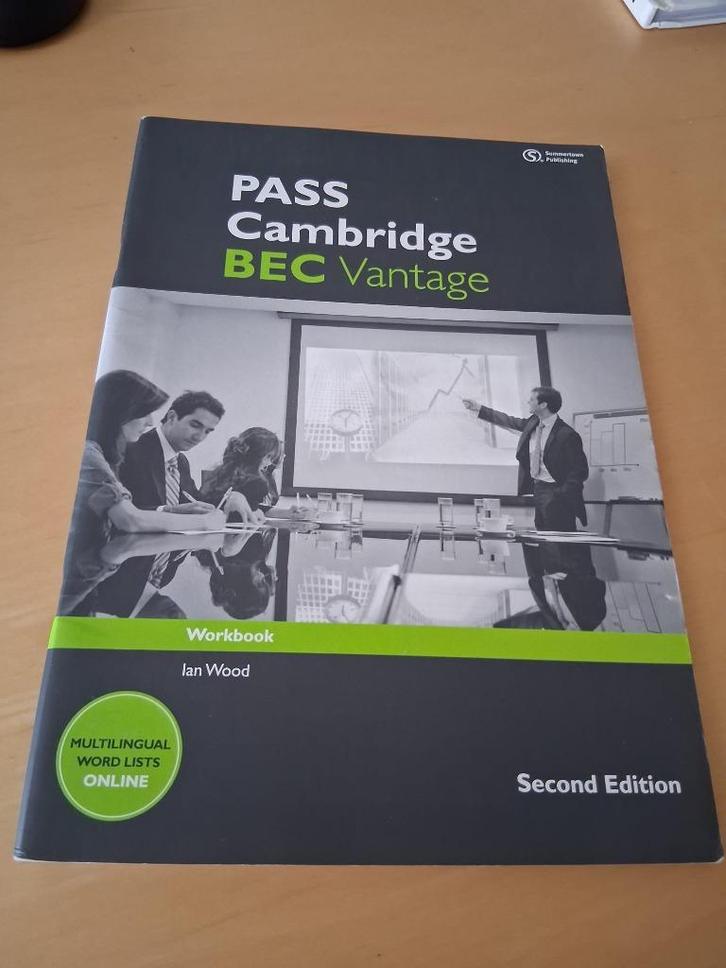 Summertown
Publishing
PASS
Cambridge
BEC Vantage
Workbook
Ian Wood
MULTILINGUAL
WORD LISTS
ONLINE
Second Edition